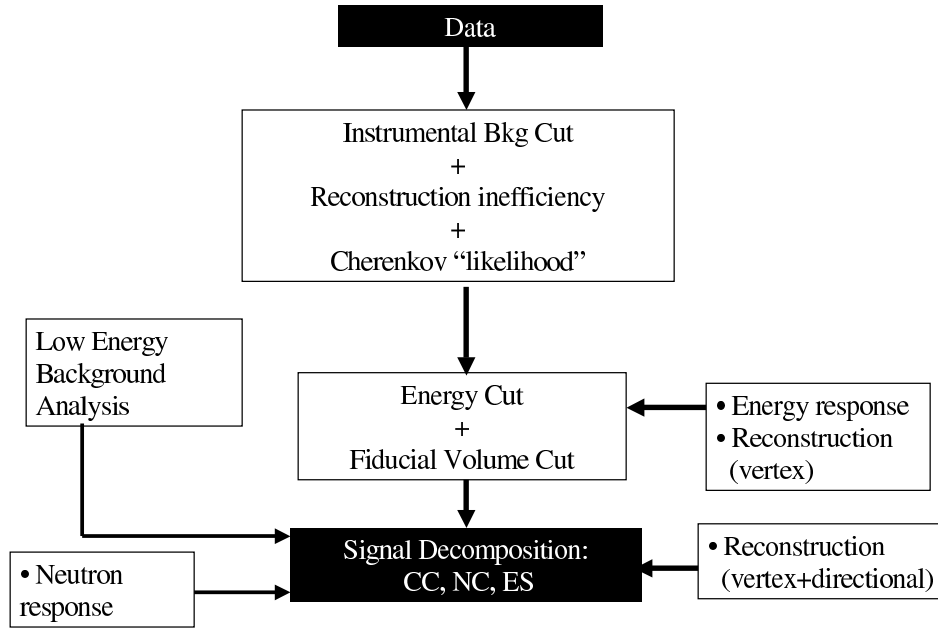 Data
Instrumental Bkg Cut
+
Reconstruction inefficiency
+
Cherenkov “likelihood”
Low Energy
Background
Analysis
Energy Cut
+
Fiducial Volume Cut
• Energy response
• Reconstruction
(vertex)
Signal Decomposition:
CC, NC, ES
• Neutron
response
• Reconstruction
(vertex+directional)